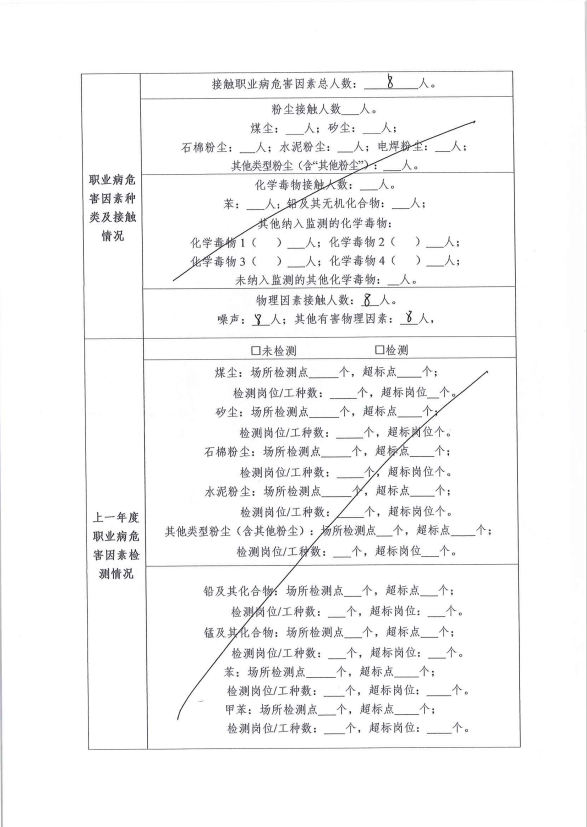 接触职业病危害因素总人数：8人。
职业病危
害因素种
类及接触
情况
粉尘接触人数___人。
煤尘：___人；矽尘：___人；
石棉粉尘：___人；水泥粉尘：___人；电焊粉尘：___人；
其他类型粉尘（含“其他粉尘”）：___人。
化学毒物接触人数：___人。
苯：___人；铅及其无机化合物：___人；
其他纳入监测的化学毒物：
化学毒物1（ ）___人；化学毒物2（ ）___人；
化学毒物3（ ）___人；化学毒物4（ ）___人；
未纳入监测的其他化学毒物：__人。
物理因素接触人数：8人。
噪声：8人；其他有害物理因素：8人，
上一年度
职业病危
害因素检
测情况
□未检测 □检测
煤尘：场所检测点____个，超标点____个；
检测岗位/工种数：____个，超标岗位__个。
矽尘：场所检测点____个，超标点____个；
检测岗位/工种数：____个，超标岗位个。
石棉粉尘：场所检测点____个，超标点____个；
检测岗位/工种数：____个，超标岗位个。
水泥粉尘：场所检测点____个，超标点____个；
检测岗位/工种数：____个，超标岗位个。
其他类型粉尘（含其他粉尘）：场所检测点___个，超标点____个；
检测岗位/工种数：___个，超标岗位___个。
铅及其化合物：场所检测点___个，超标点___个；
检测岗位/工种数：___个，超标岗位：___个。
锰及其化合物：场所检测点___个，超标点___个；
检测岗位/工种数：___个，超标岗位：___个。
苯：场所检测点_____个，超标点____个；
检测岗位/工种数：___个，超标岗位：____个。
甲苯：场所检测点___个，超标点____个；
检测岗位/工种数：___个，超标岗位：____个。